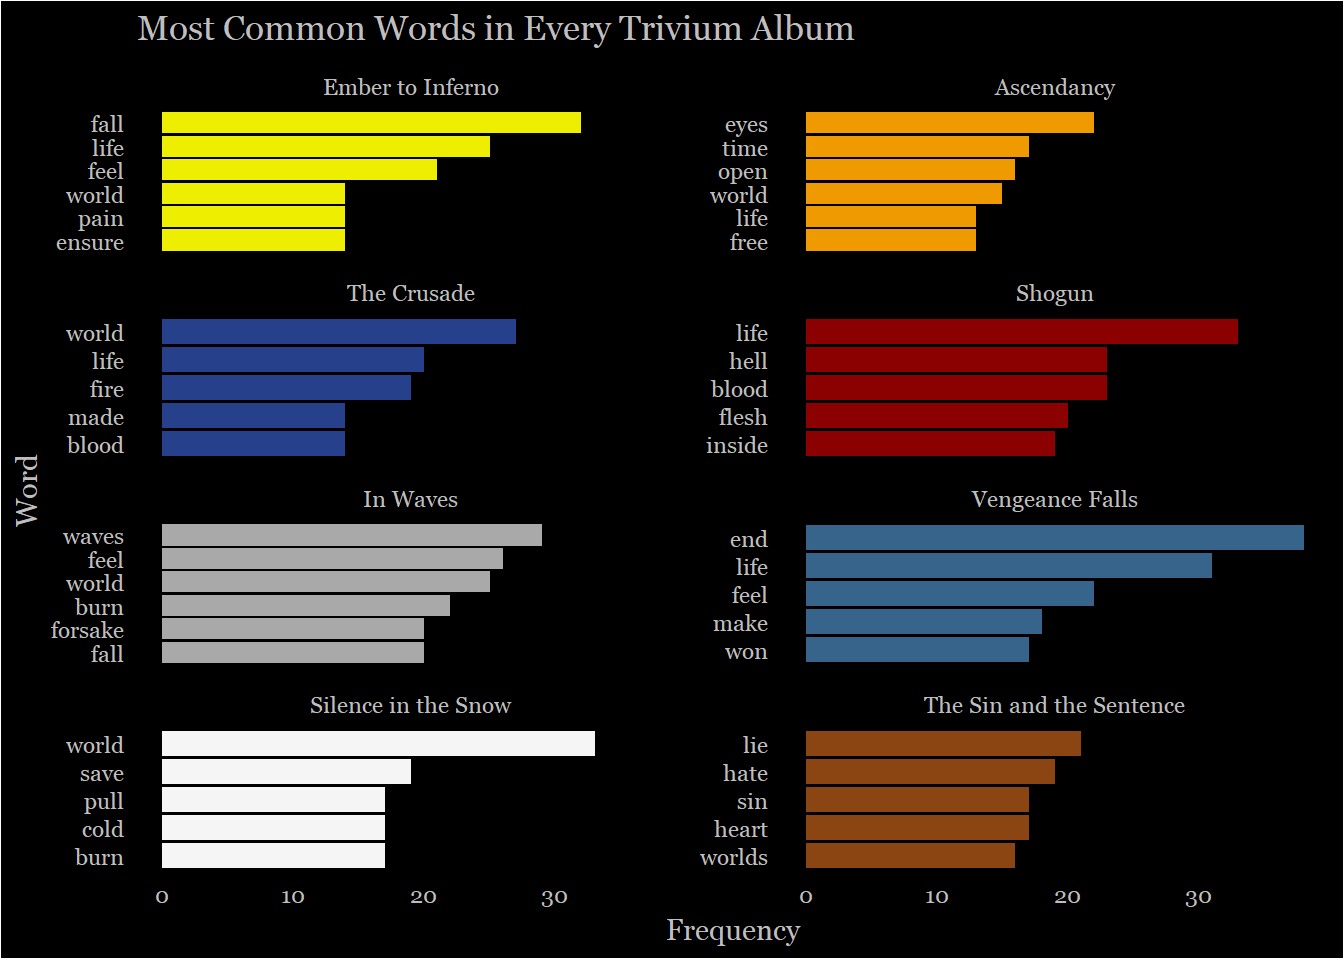 Most Common Words in Every Trivium Album
Ember to Inferno
fall
life
feel
world
pain
ensure
Ascendancy
eyes
time
open
world
life
free
The Crusade
world
life
fire
made
blood
Shogun
life
hell
blood
flesh
inside
In Waves
waves
feel
world
burn
forsake
fall
Vengeance Falls
end
life
feel
make
won
Silence in the Snow
world
save
pull
cold
burn
The Sin and the Sentence
lie
hate
sin
heart
worlds
0 10 20 30
0 10 20 30
Word
Frequency